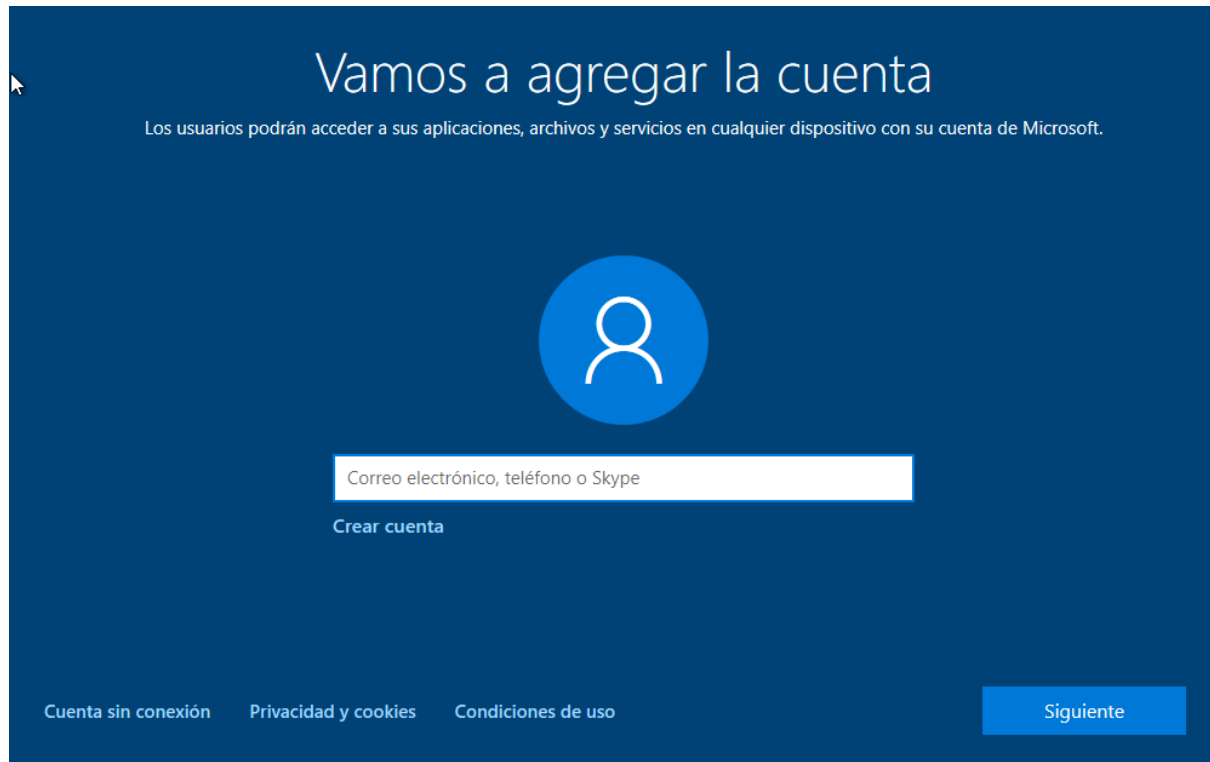 Vamos a agregar la cuenta
Los usuarios podrán acceder a sus aplicaciones, archivos y servicios en cualquier dispositivo con su cuenta de Microsoft.
Correo electrónico, teléfono o Skype
Crear cuenta
Cuenta sin conexión Privacidad y cookies Condiciones de uso Siguiente